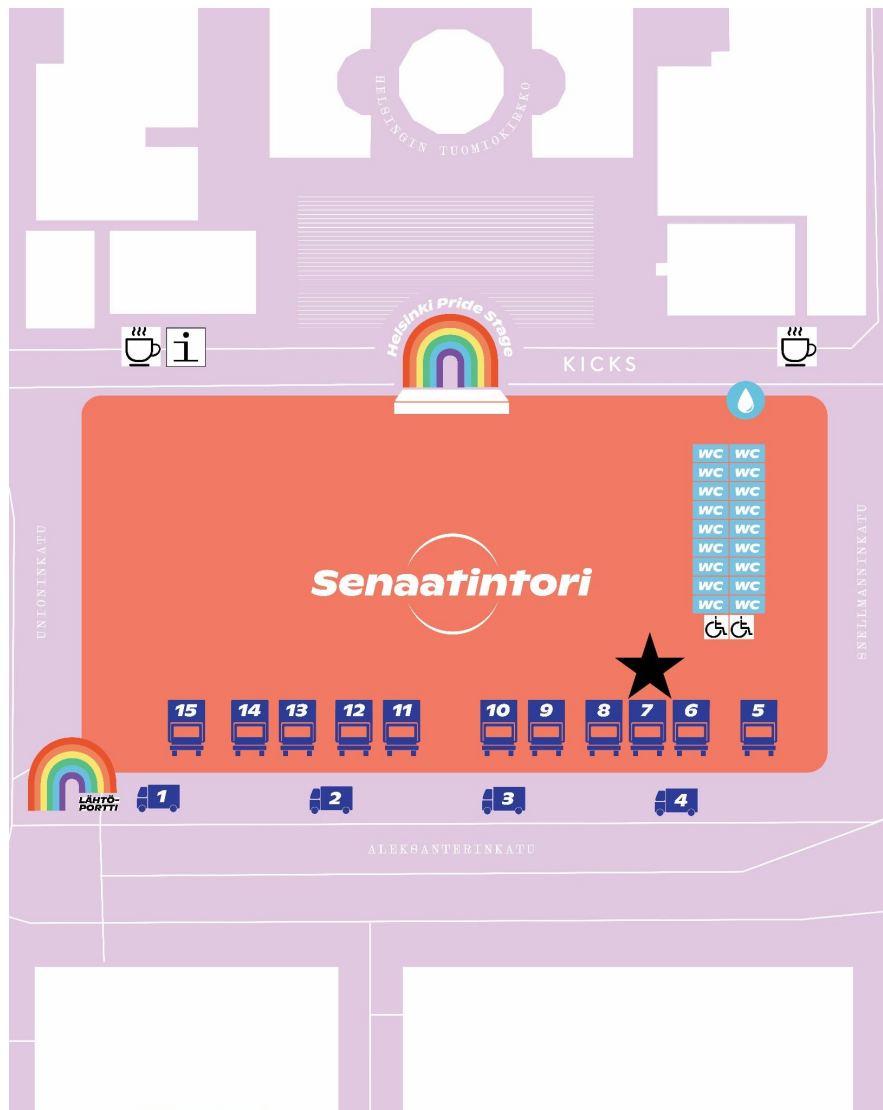 HELSINGIN TUOMIOKIRKKO
Helsinki Pride Stage
i
KICKS
WC WC
WC WC
WC WC
WC WC
WC WC
WC WC
WC WC
WC WC
WC WC
UNIONINKATU
SNELLMANNINKATU
Senaatintori
15 14 13 12 11 10 9 8 7 6 5
LÄHTÖ-
PORTTI
1 2 3 4
ALEKSANTERINKATU